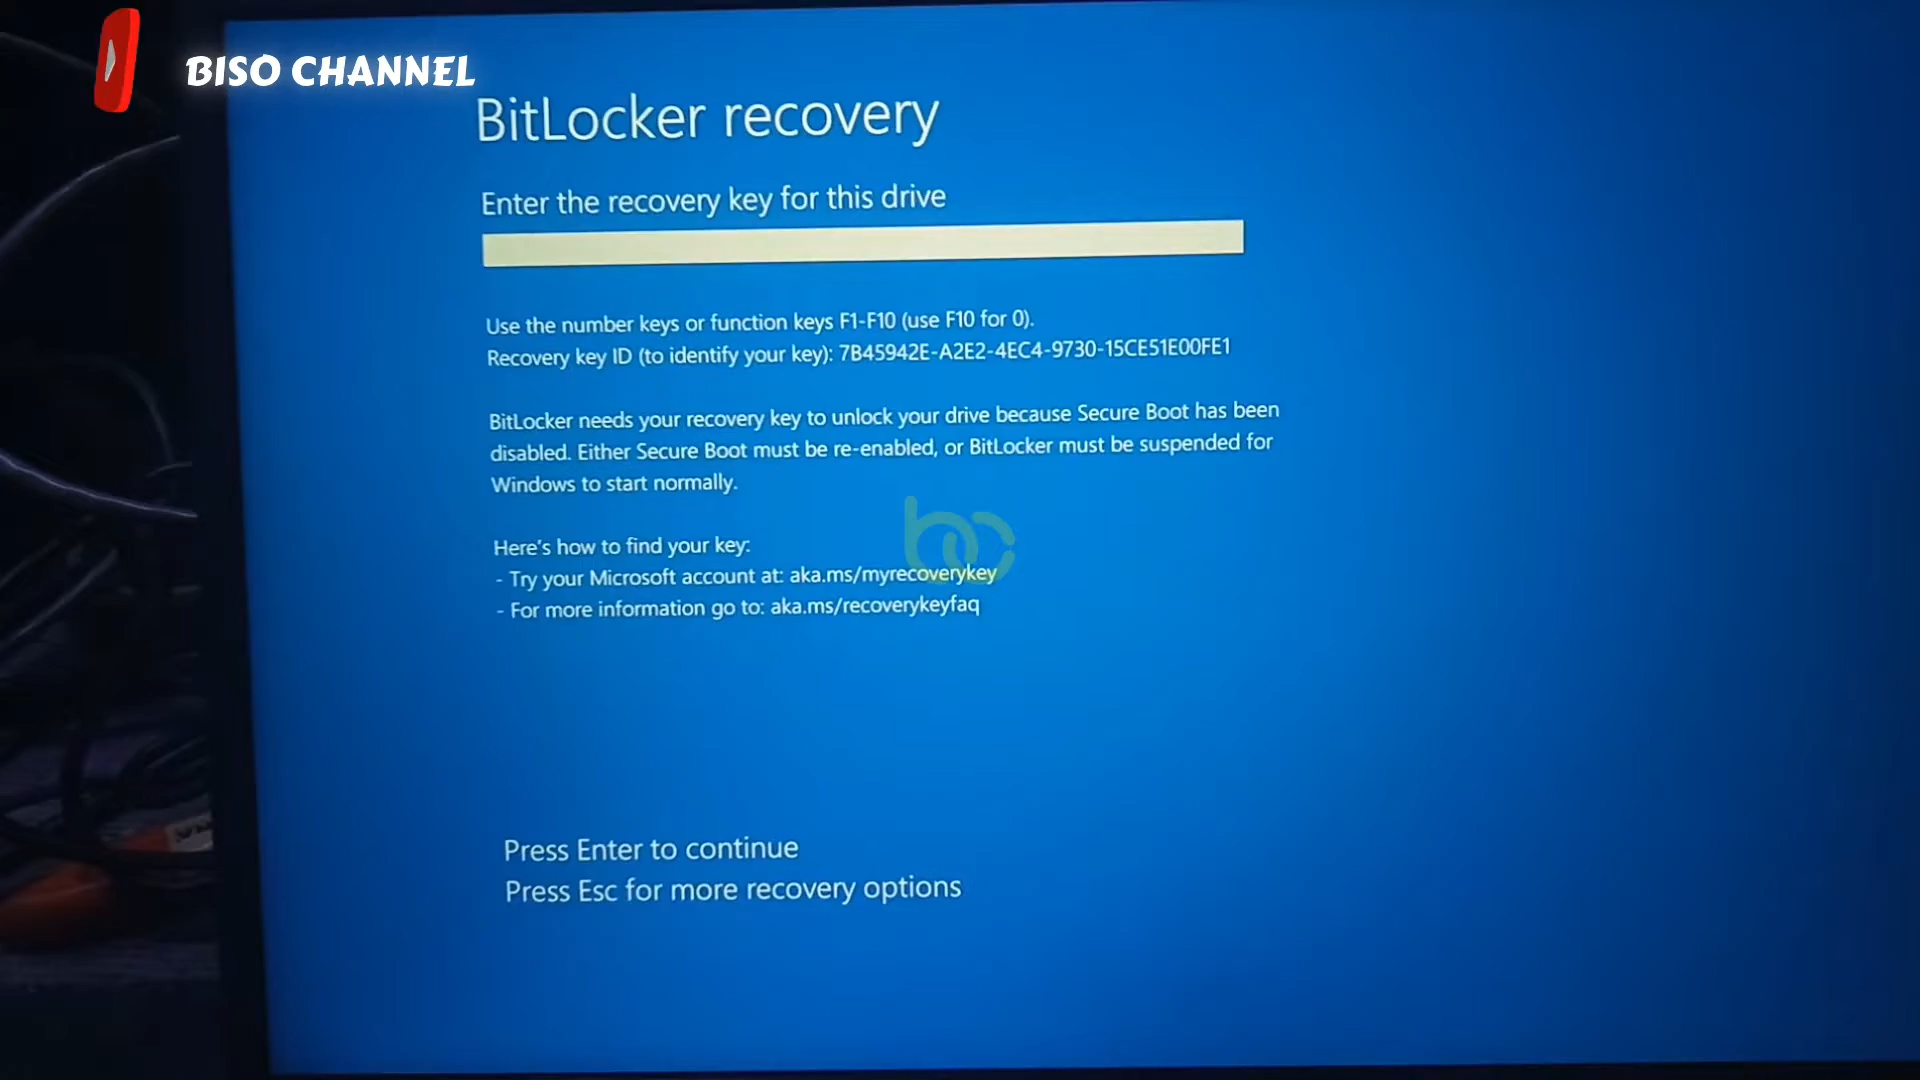 BISO CHANNEL
BitLocker recovery
Enter the recovery key for this drive
Use the number keys or function keys F1-F10 (use F10 for 0).
Recovery key ID (to identify your key): 7B45942E-A2E2-4EC4-9730-15CE51E00FE1
BitLocker needs your recovery key to unlock your drive because Secure Boot has been
disabled. Either Secure Boot must be re-enabled, or BitLocker must be suspended for
Windows to start normally.
Here's how to find your key:
- Try your Microsoft account at: aka.ms/myrecoverykey
- For more information go to: aka.ms/recoverykeyfaq
Press Enter to continue
Press Esc for more recovery options